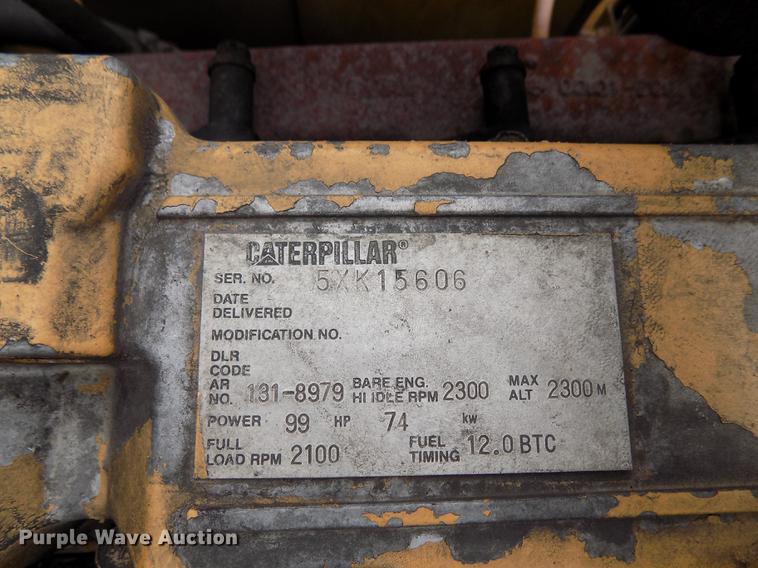 CATERPILLAR®
SER. NO. 5XK15606
DATE
DELIVERED
MODIFICATION NO.
DLR
CODE
AR
NO. 131-8979 BARE ENG.
HI IDLE RPM 2300 MAX
ALT 2300 M
POWER 99 HP 74 kw
FULL
LOAD RPM 2100 FUEL
TIMING 12.0 BTC
Purple Wave Auction®